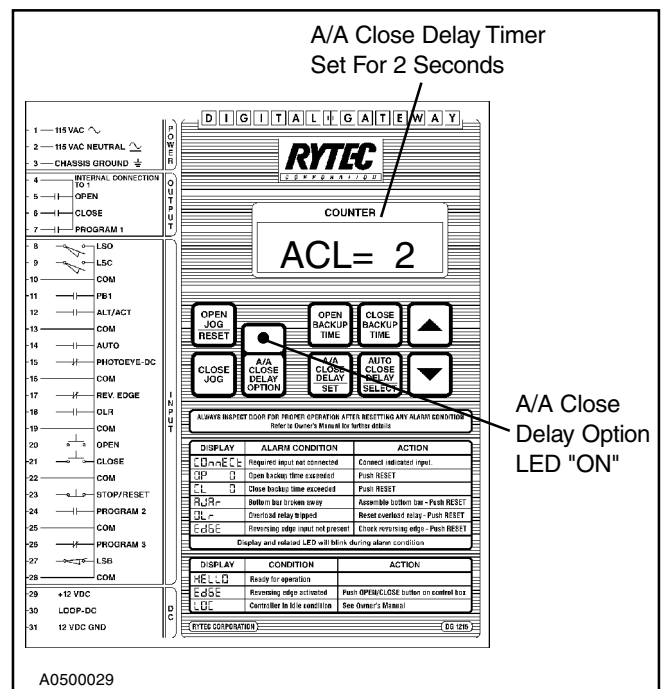 A/A Close Delay Timer
Set For 2 Seconds
DIGITAL GATEWAY
RYTEC
CORPORATION
COUNTER
ACL= 2
POWER
1 115 VAC
2 115 VAC NEUTRAL
3 CHASSIS GROUND
OUTPUT
4 INTERNAL CONNECTION
TO 1
5 OPEN
6 CLOSE
7 PROGRAM 1
INPUT
8 LSO
9 LSC
10 COM
11 PB1
12 ALT/ACT
13 COM
14 AUTO
15 PHOTOEYE-DC
16 COM
17 REV. EDGE
18 OLR
19 COM
20 OPEN
21 CLOSE
22 COM
23 STOP/RESET
24 PROGRAM 2
25 COM
26 PROGRAM 3
27 LSB
28 COM
DC
29 +12 VDC
30 LOOP-DC
31 12 VDC GND
OPEN
JOG
RESET
OPEN
BACKUP
TIME
CLOSE
BACKUP
TIME
CLOSE
JOG
A/A
CLOSE
DELAY
OPTION
A/A
CLOSE
DELAY
SET
AUTO
CLOSE
DELAY
SELECT
A/A Close
Delay Option
LED "ON"
ALWAYS INSPECT DOOR FOR PROPER OPERATION AFTER RESETTING ANY ALARM CONDITION
Refer to Owner's Manual for further details
DISPLAY ALARM CONDITION ACTION
COnnECt Required input not connected Connect indicated input.
OP 0 Open backup time exceeded Push RESET
CL 0 Close backup time exceeded Push RESET
AJAr Bottom bar broken away Assemble bottom bar - Push RESET
OLr Overload relay tripped Reset overload relay - Push RESET
EdGE Reversing edge input not present Check reversing edge - Push RESET
Display and related LED will blink during alarm condition
DISPLAY CONDITION ACTION
HELLO Ready for operation
EdGE Reversing edge activated Push OPEN/CLOSE button on control box
LOC Controller in idle condition See Owner's Manual
RYTEC CORPORATION DG 1215
A0500029